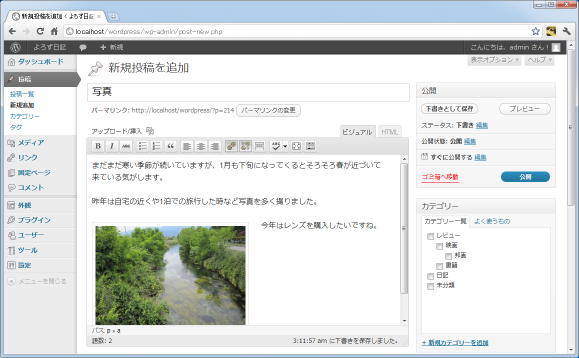 新規投稿を追加 ‹ よろず日記
localhost/wordpress/wp-admin/post-new.php
よろず日記
+ 新規
こんにちは、admin さん！
表示オプション
ヘルプ
ダッシュボード
投稿
投稿一覧
新規追加
カテゴリー
タグ
メディア
リンク
固定ページ
コメント
外観
プラグイン
ユーザー
ツール
設定
メニューを閉じる
新規投稿を追加
写真
パーマリンク: http://localhost/wordpress/?p=214
パーマリンクの変更
アップロード/挿入
ビジュアル
HTML
B
I
ABC
まだまだ寒い季節が続いていますが、1月も下旬になってくるとそろそろ春が近づいて
来ている気がします。
昨年は自宅の近くや1泊での旅行した時など写真を多く撮りました。
今年はレンズを購入したいですね。
パス: p » a
語数: 2
3:11:57 am に下書きを保存しました。
公開
下書きとして保存
プレビュー
ステータス: 下書き 編集
公開状態: 公開 編集
すぐに公開する 編集
ゴミ箱へ移動
公開
カテゴリー
カテゴリー一覧
よく使うもの
レビュー
映画
邦画
書籍
日記
未分類
+ 新規カテゴリーを追加